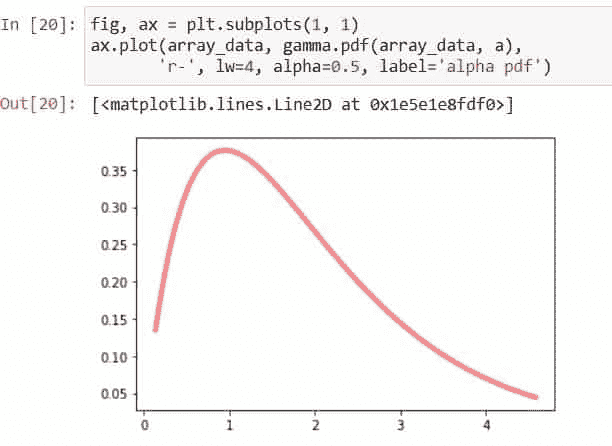 In [20]: fig, ax = plt.subplots(1, 1)
ax.plot(array_data, gamma.pdf(array_data, a),
'r-', lw=4, alpha=0.5, label='alpha pdf')
Out[20]: [<matplotlib.lines.Line2D at 0x1e5e1e8fdf0>]
0.35
0.30
0.25
0.20
0.15
0.10
0.05
0 1 2 3 4